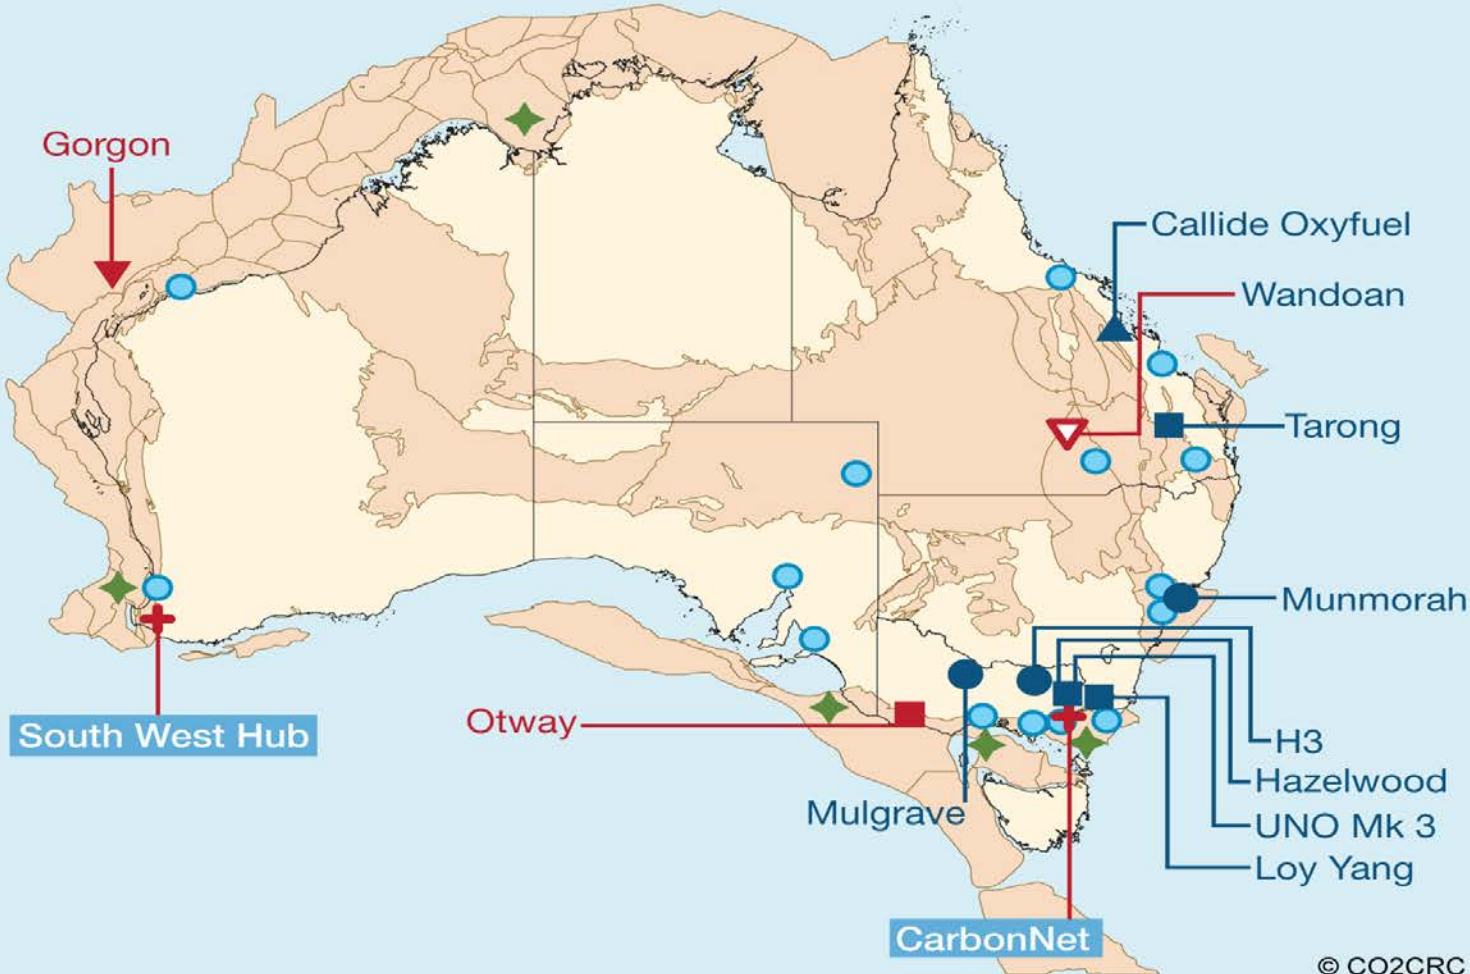 Gorgon
Callide Oxyfuel
Wandoan
Tarong
Munmorah
South West Hub
Otway
H3
Hazelwood
Mulgrave
UNO Mk 3
Loy Yang
CarbonNet
© CO2CRC